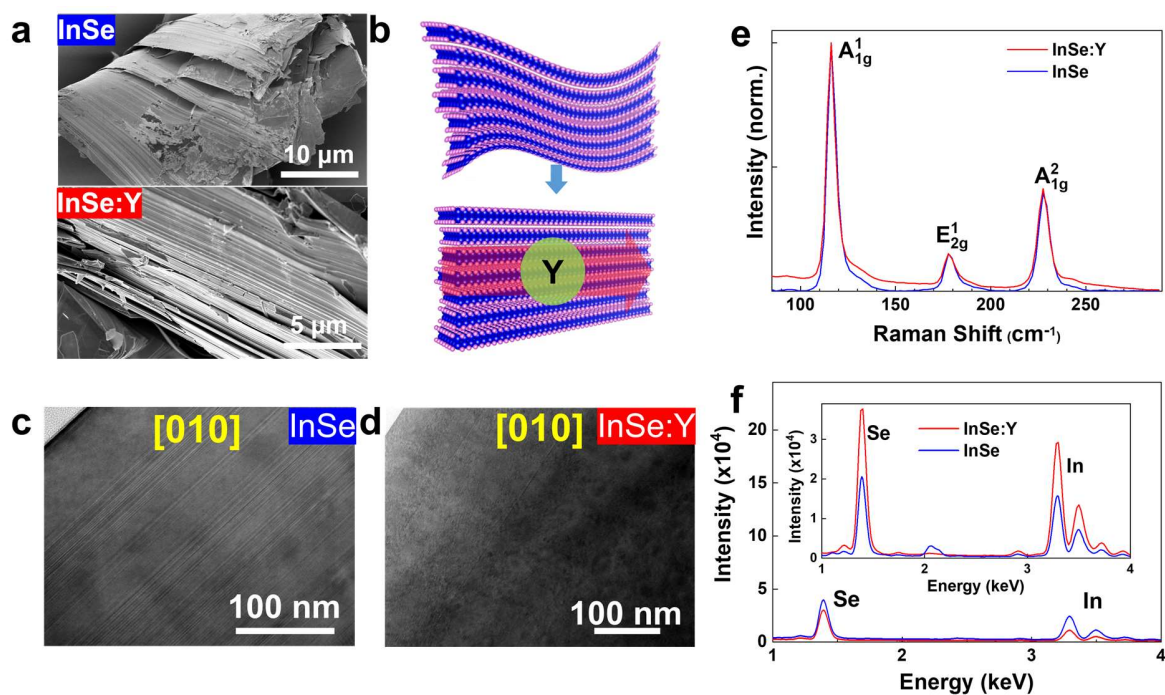 a
InSe
10 µm
InSe:Y
5 µm
b
Y
c
[010]
InSe
100 nm
d
[010]
InSe:Y
100 nm
e
A¹1g
E¹2g
A²1g
InSe:Y
InSe
Intensity (norm.)
100 150 200 250
Raman Shift (cm⁻¹)
f
Intensity (x10⁴)
20
15
10
5
0
Se
In
1 2 3 4
Energy (keV)
Intensity (x10⁴)
3
2
1
0
Se
In
InSe:Y
InSe
1 2 3 4
Energy (keV)